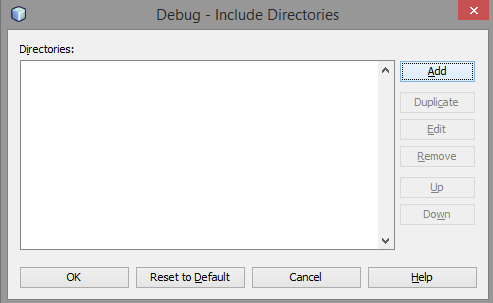 Debug - Include Directories
Directories:
Add
Duplicate
Edit
Remove
Up
Down
OK
Reset to Default
Cancel
Help